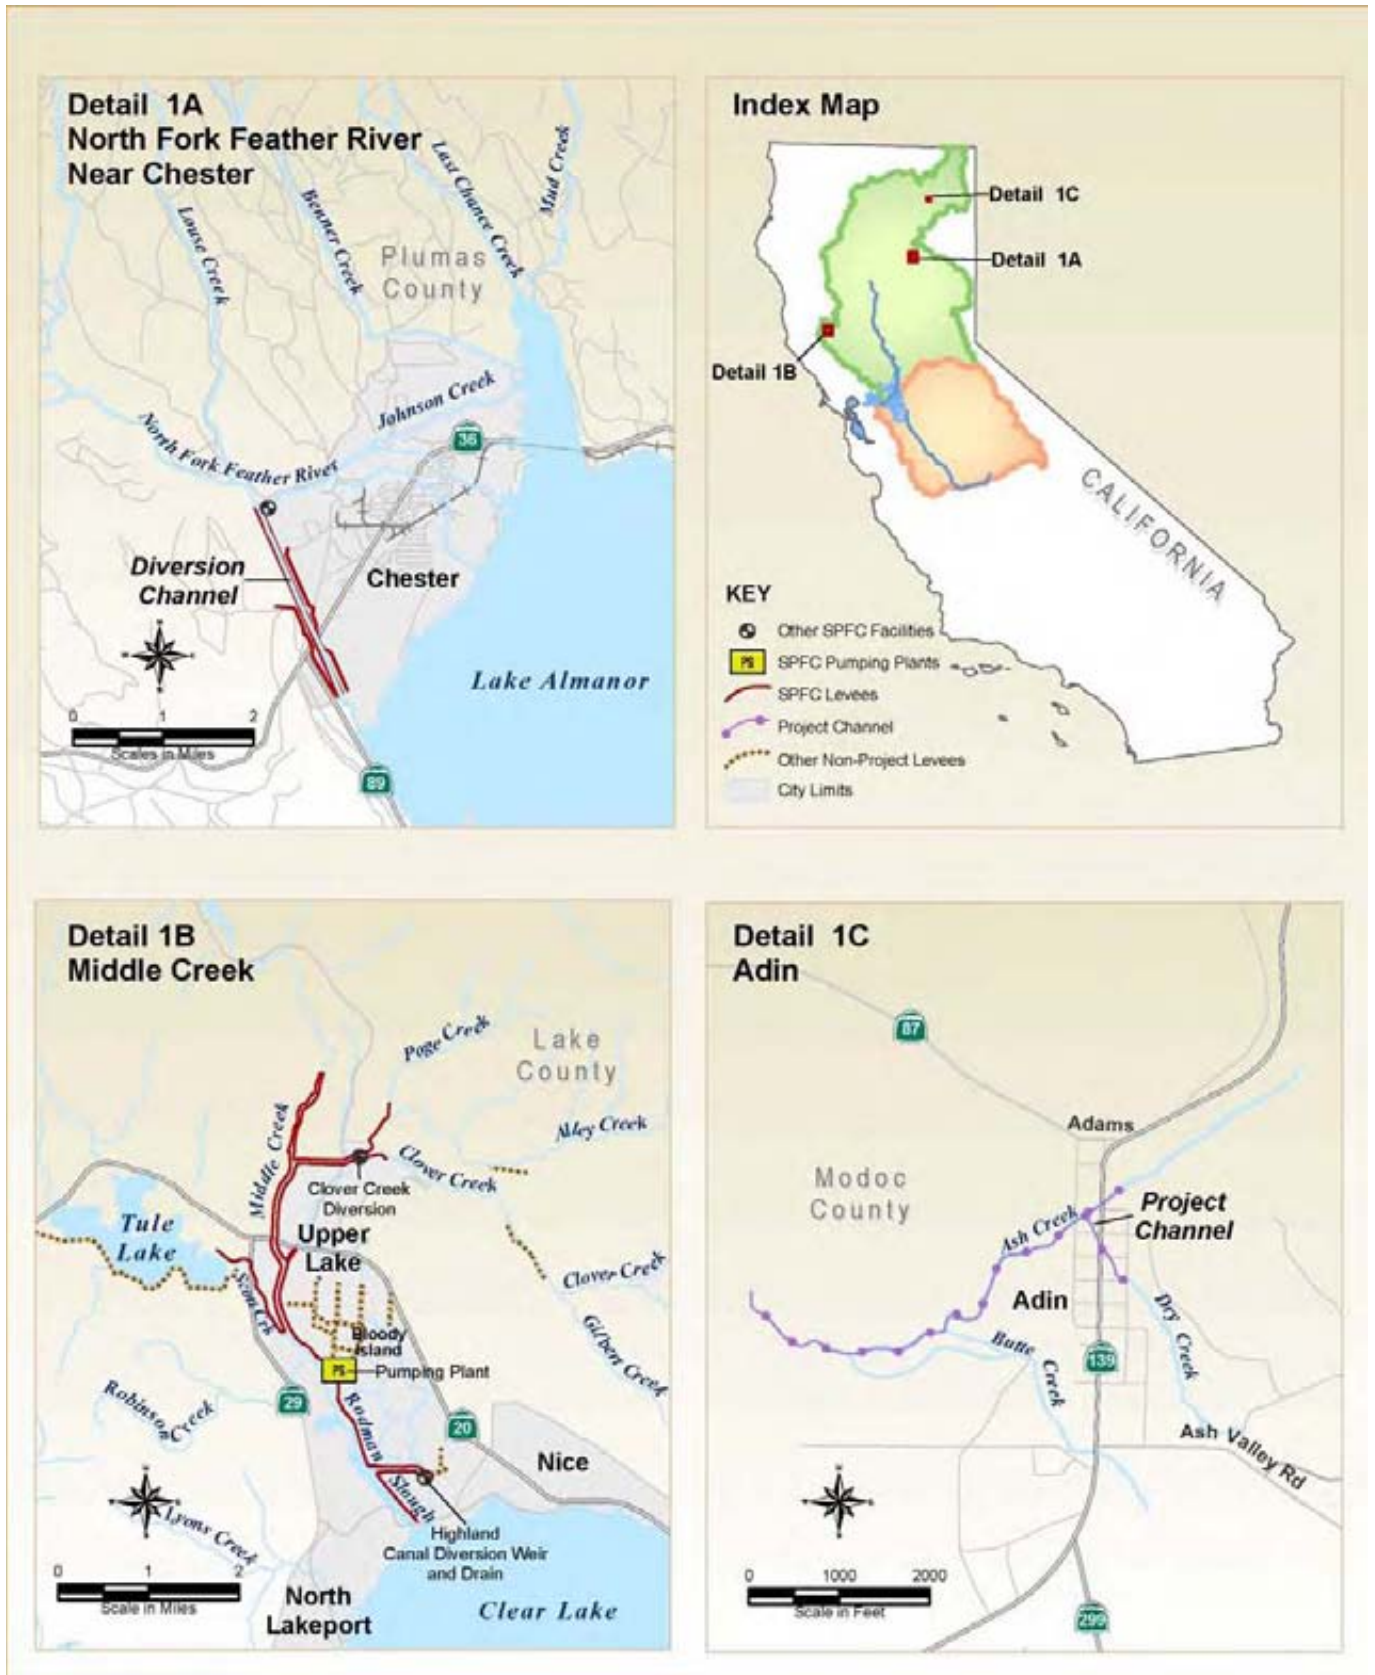 Detail 1A
North Fork Feather River
Near Chester
Louse Creek
Benner Creek
Last Chance Creek
Mud Creek
Plumas
County
Johnson Creek
36
North Fork Feather River
Diversion
Channel
Chester
Lake Almanor
0 1 2
Scales in Miles
89
Index Map
Detail 1C
Detail 1A
Detail 1B
CALIFORNIA
KEY
Other SPFC Facilities
PS
SPFC Pumping Plants
SPFC Levees
Project Channel
Other Non-Project Levees
City Limits
Detail 1B
Middle Creek
Poge Creek
Lake
County
Middle Creek
Alley Creek
Clover Creek
Clover Creek
Diversion
Tule
Lake
Upper
Lake
Scott Crk
Clover Creek
Bloody
Island
Gilbert Creek
PS
Pumping Plant
Robinson
Creek
29
Rodman
Slough
20
Nice
Lyons Creek
Highland
Canal Diversion Weir
and Drain
0 1 2
Scale in Miles
North
Lakeport
Clear Lake
Detail 1C
Adin
87
Adams
Modoc
County
Ash Creek
Project
Channel
Adin
Dry Creek
Butte
Creek
139
Ash Valley Rd
0 1000 2000
Scale in Feet
299